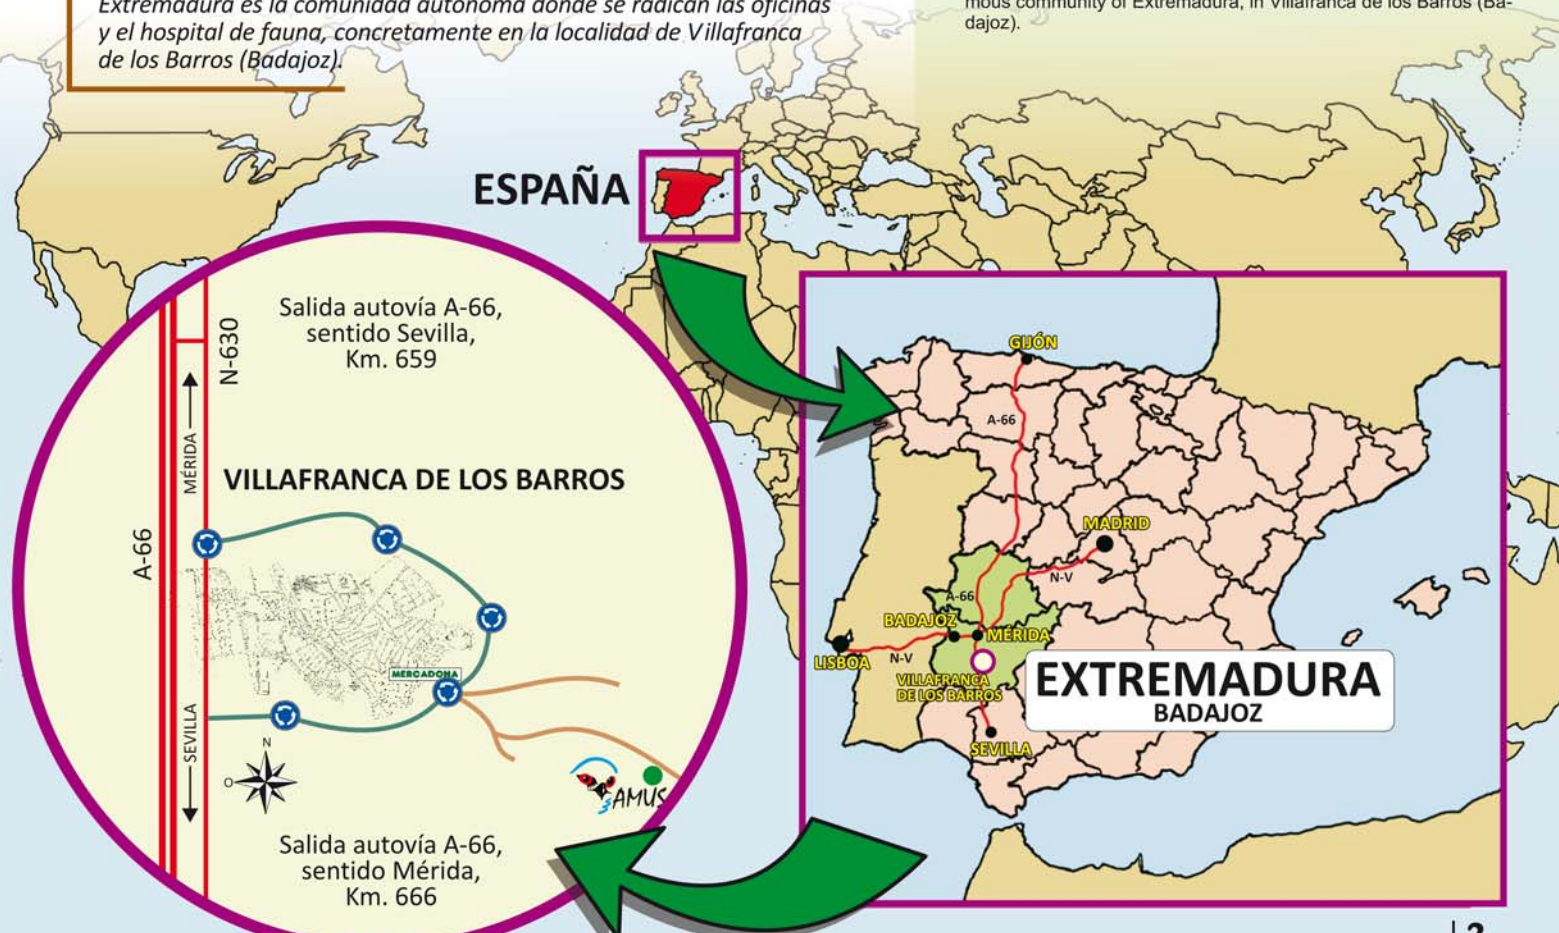 Extremadura es la comunidad autónoma donde se radican las oficinas
y el hospital de fauna, concretamente en la localidad de Villafranca
de los Barros (Badajoz).
mous community of Extremadura, in Villafranca de los Barros (Ba-
dajoz).
ESPAÑA
Salida autovía A-66,
sentido Sevilla,
Km. 659
N-630
MÉRIDA
VILLAFRANCA DE LOS BARROS
A-66
MERCADONA
SEVILLA
N
O
AMUS
Salida autovía A-66,
sentido Mérida,
Km. 666
GIJÓN
A-66
MADRID
N-V
A-66
BADAJOZ
MÉRIDA
LISBOA
N-V
VILLAFRANCA
DE LOS BARROS
EXTREMADURA
BADAJOZ
SEVILLA